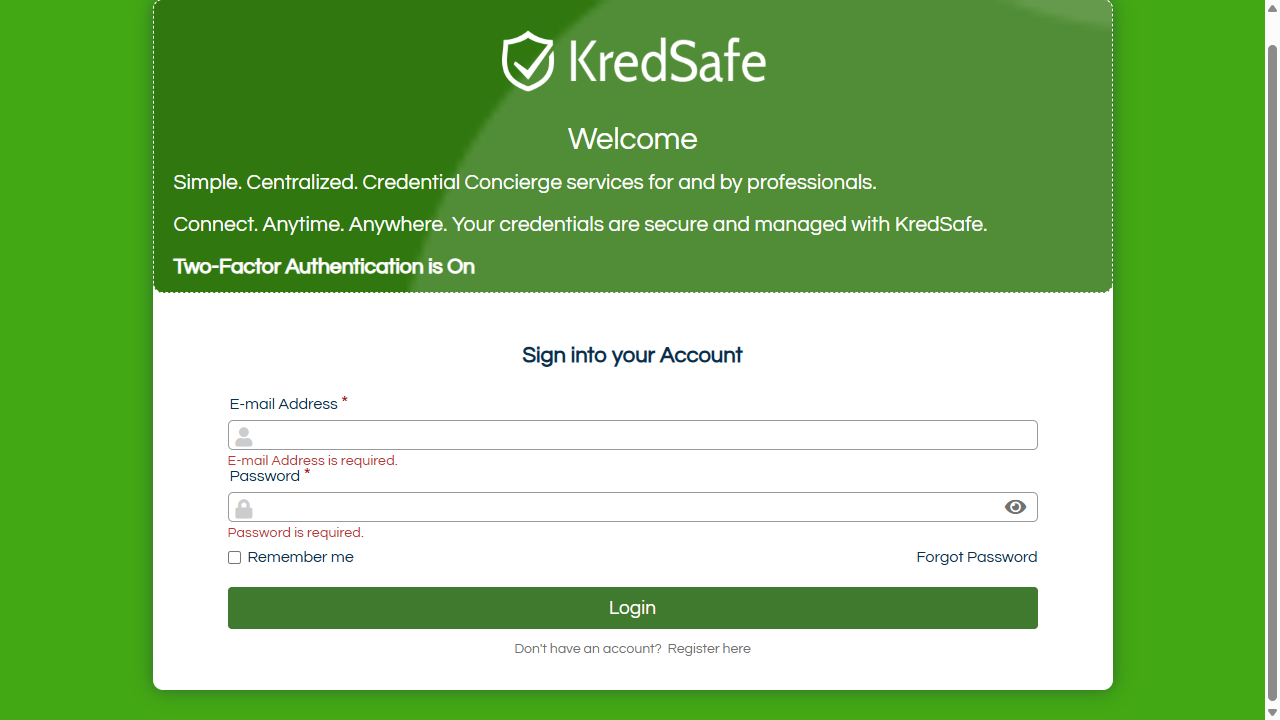 KredSafe
Welcome
Simple. Centralized. Credential Concierge services for and by professionals.
Connect. Anytime. Anywhere. Your credentials are secure and managed with KredSafe.
Two-Factor Authentication is On
Sign into your Account
E-mail Address *
E-mail Address is required.
Password *
Password is required.
Remember me
Forgot Password
Login
Don't have an account? Register here